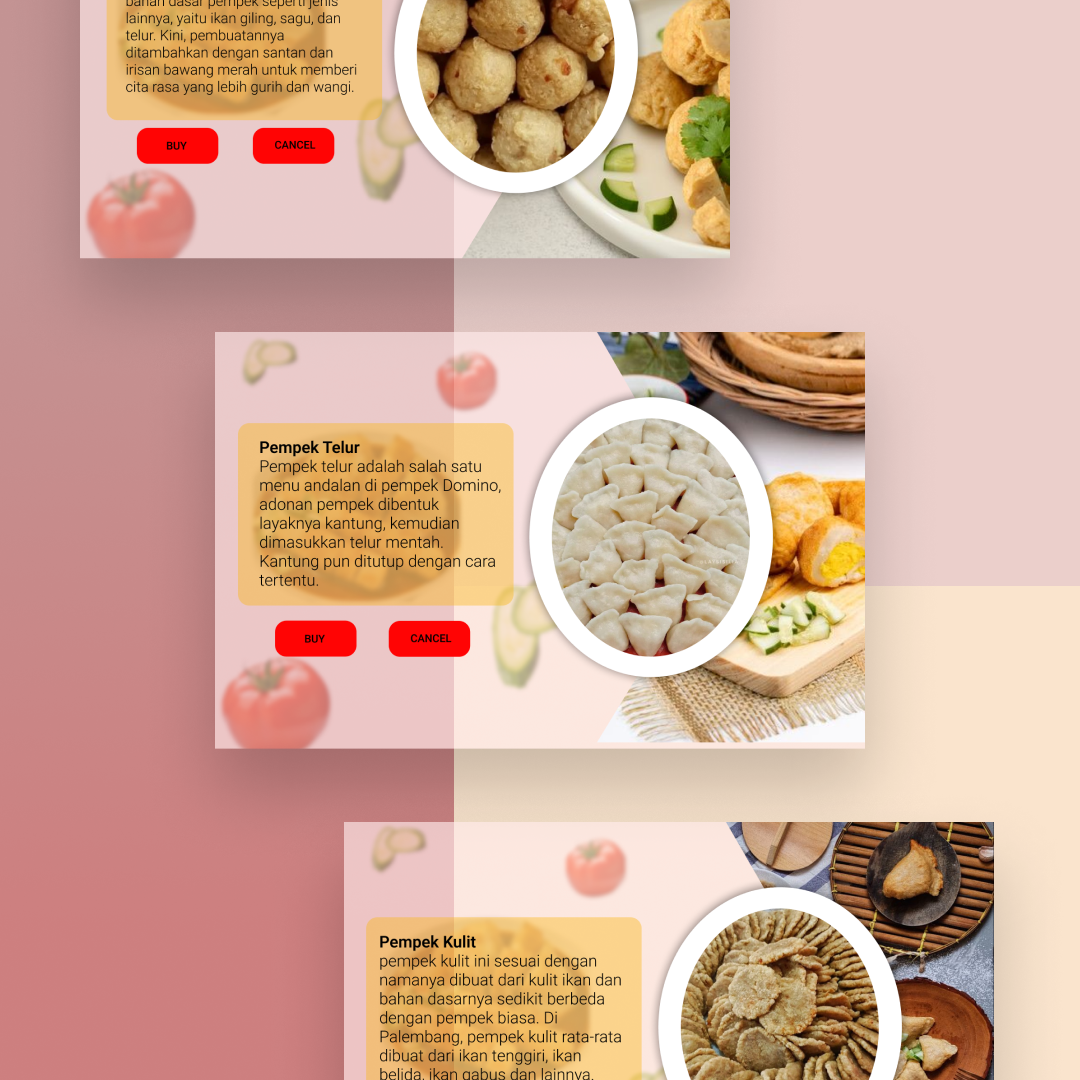 bahan dasar pempek seperti jenis
lainnya, yaitu ikan giling, sagu, dan
telur. Kini, pembuatannya
ditambahkan dengan santan dan
irisan bawang merah untuk memberi
cita rasa yang lebih gurih dan wangi.
BUY
CANCEL
Pempek Telur
Pempek telur adalah salah satu
menu andalan di pempek Domino,
adonan pempek dibentuk
layaknya kantung, kemudian
dimasukkan telur mentah.
Kantung pun ditutup dengan cara
tertentu.
BUY
CANCEL
Pempek Kulit
pempek kulit ini sesuai dengan
namanya dibuat dari kulit ikan dan
bahan dasarnya sedikit berbeda
dengan pempek biasa. Di
Palembang, pempek kulit rata-rata
dibuat dari ikan tenggiri, ikan
belida, ikan gabus dan lainnya.